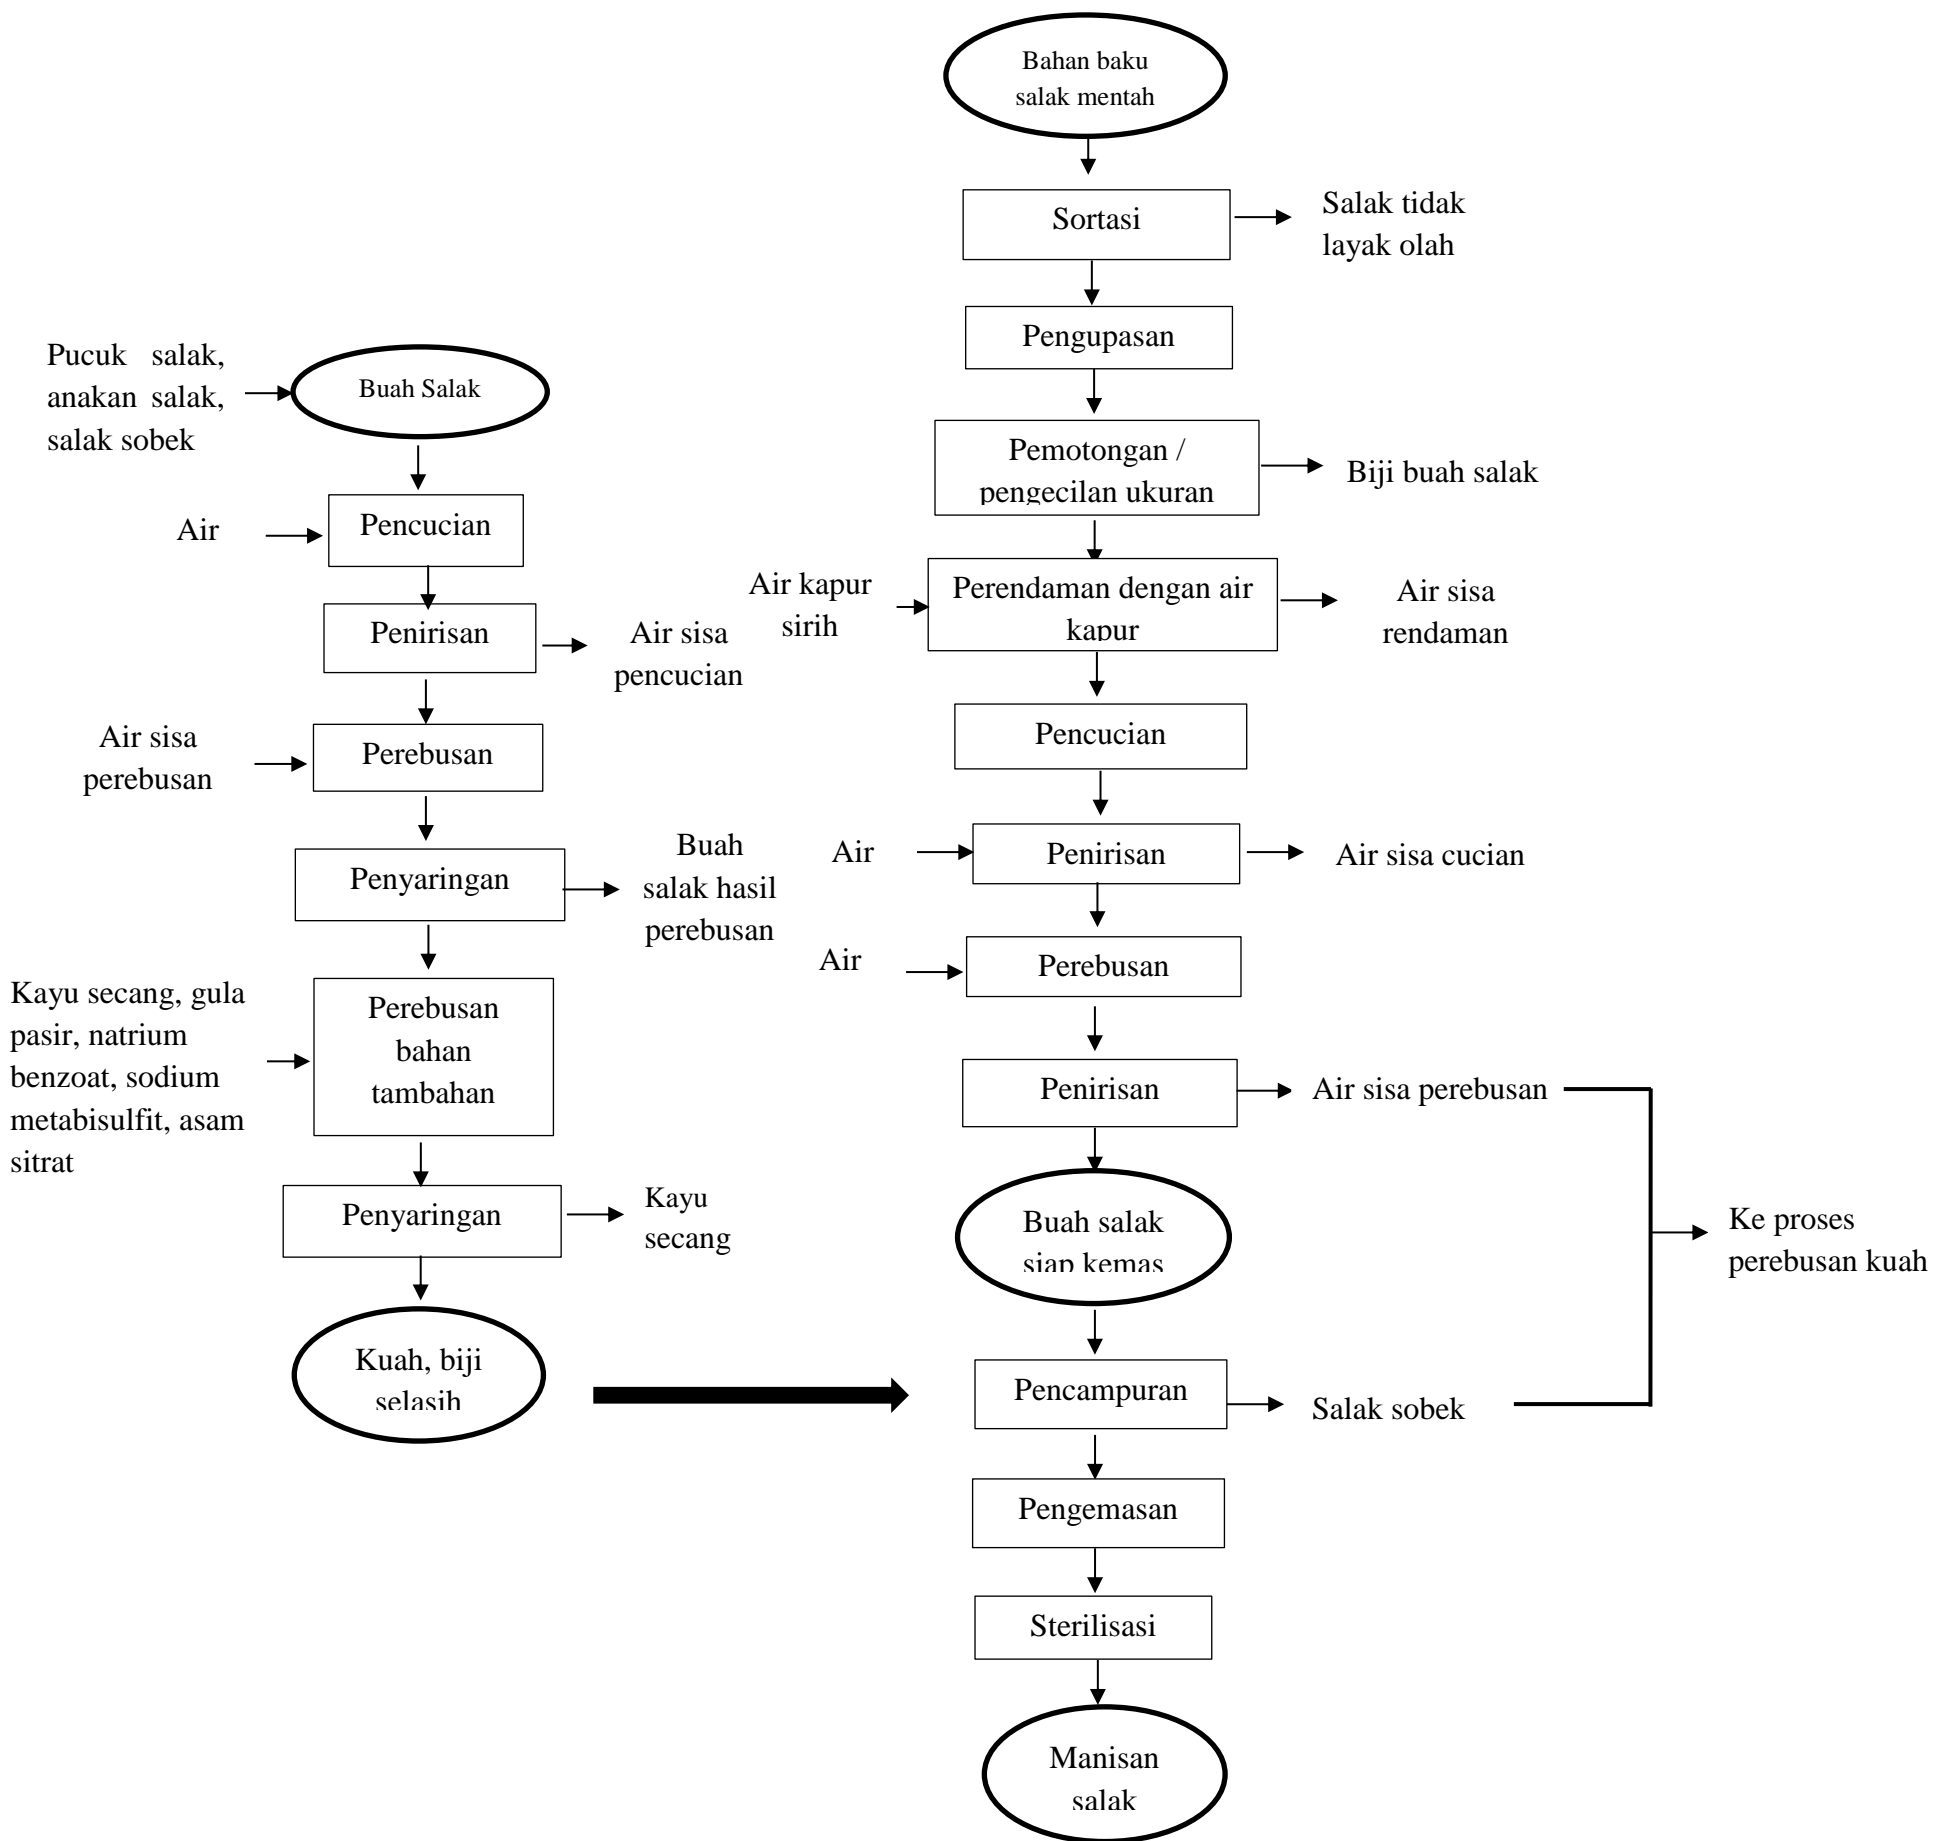 Bahan baku
salak mentah
Sortasi
Salak tidak
layak olah
Pengupasan
Pemotongan /
pengecilan ukuran
Biji buah salak
Air kapur
sirih
Perendaman dengan air
kapur
Air sisa
rendaman
Pencucian
Air
Penirisan
Air sisa cucian
Air
Perebusan
Penirisan
Air sisa perebusan
Buah salak
siap kemas
Ke proses
perebusan kuah
Pencampuran
Salak sobek
Pengemasan
Sterilisasi
Manisan
salak
Pucuk salak,
anakan salak,
salak sobek
Buah Salak
Air
Pencucian
Penirisan
Air sisa
pencucian
Air sisa
perebusan
Perebusan
Penyaringan
Buah
salak hasil
perebusan
Kayu secang, gula
pasir, natrium
benzoat, sodium
metabisulfit, asam
sitrat
Perebusan
bahan
tambahan
Penyaringan
Kayu
secang
Kuah, biji
selasih